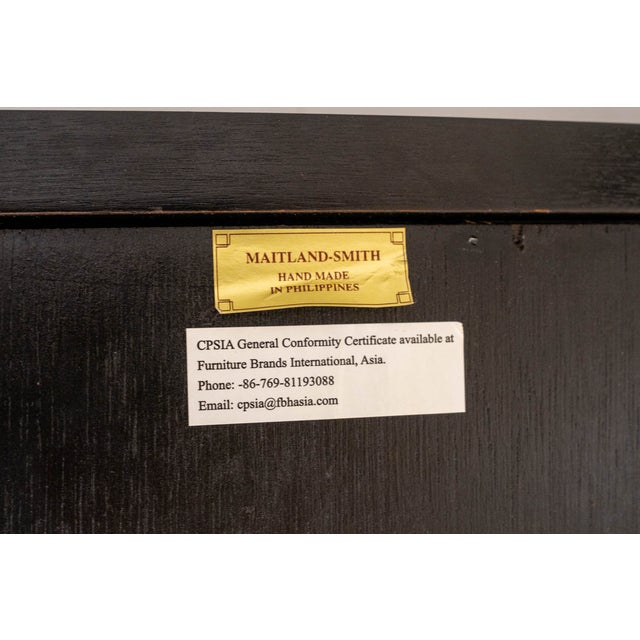 MAITLAND-SMITH
HAND MADE
IN PHILIPPINES
CPSIA General Conformity Certificate available at
Furniture Brands International, Asia.
Phone: -86-769-81193088
Email: cpsia@fbhasia.com